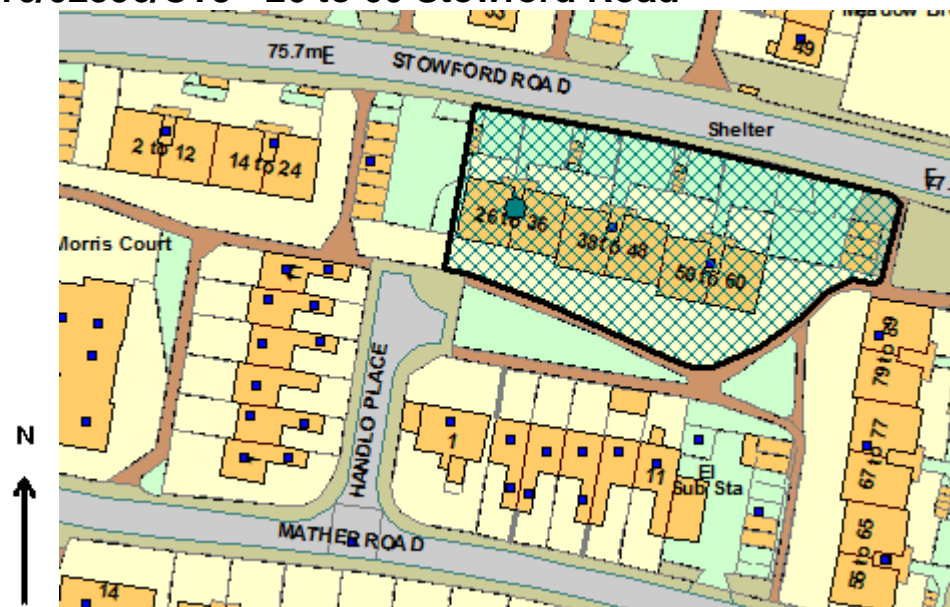 26 to 60 Stowford Road
33
49
75.7m
STOWFORD ROAD
Shelter
2 to 12
14 to 24
26 to 36
38 to 48
50 to 60
Morris Court
HANDLO PLACE
79 to 89
67 to 77
1
11
El
Sub Sta
N
MATHER ROAD
55 to 65
14